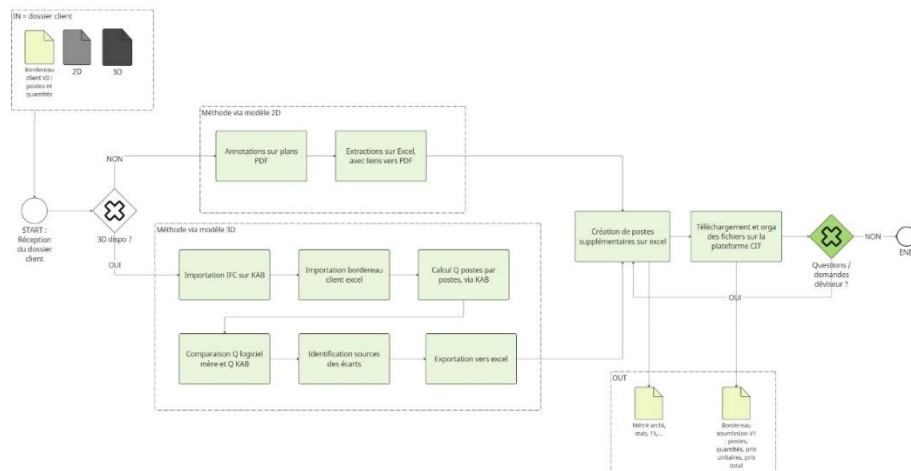 IN = dossier client
Bordereau
client V0 :
postes et
quantités
2D
3D
Méthode via modèle 2D
NON
Annotations sur plans
PDF
Extractions sur Excel,
avec liens vers PDF
START :
Réception
du dossier
client
3D dispo ?
OUI
Méthode via modèle 3D
Importation IFC sur KAB
Importation bordereau
client excel
Calcul Q postes par
postes, via KAB
Comparaison Q logiciel
mère et Q KAB
Identification sources
des écarts
Exportation vers excel
Création de postes
supplémentaires sur excel
Téléchargement et orga
des fichiers sur la
plateforme CIT
NON
END
Questions /
demandes
déviseur ?
OUI
OUT
Métré archi,
stab, TS,...
Bordereau
soumission V1
: postes,
quantités, prix
unitaires, prix
total